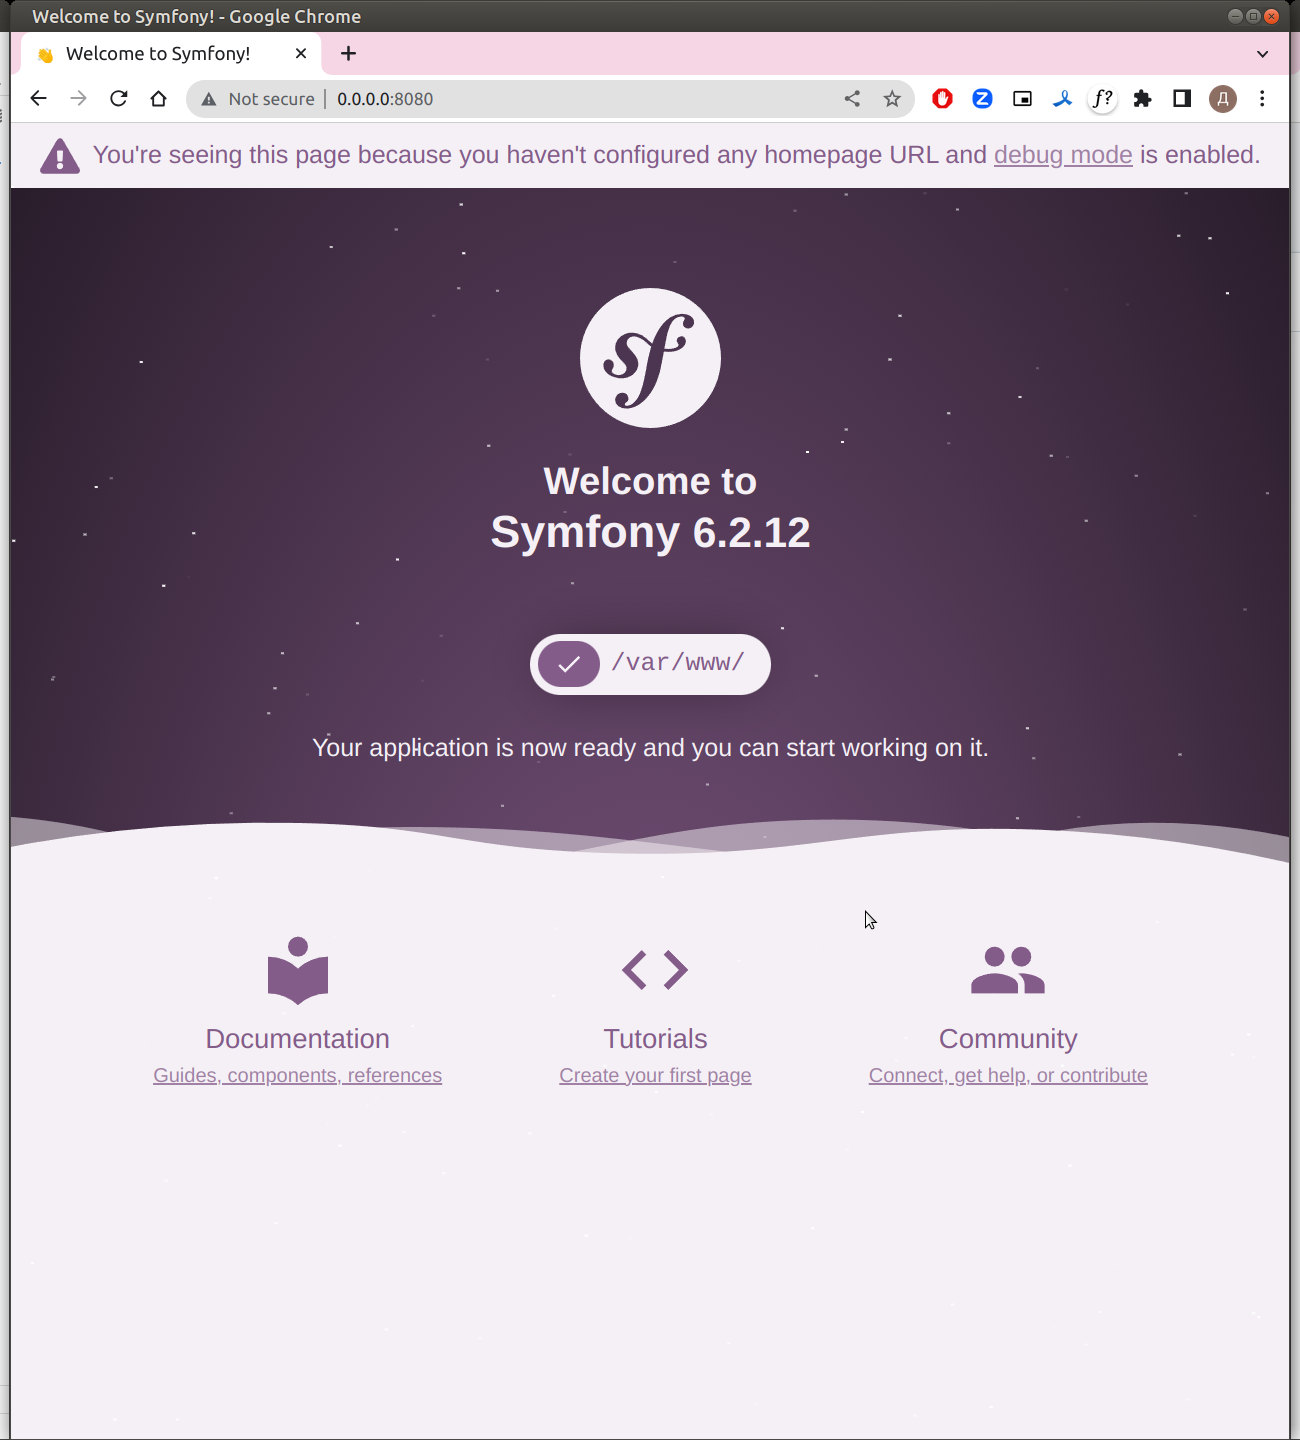 Welcome to Symfony! - Google Chrome
Welcome to Symfony!
Not secure | 0.0.0.0:8080
f?
Д
You're seeing this page because you haven't configured any homepage URL and debug mode is enabled.
sf
Welcome to
Symfony 6.2.12
/var/www/
Your application is now ready and you can start working on it.
Documentation
Tutorials
Community
Guides, components, references
Create your first page
Connect, get help, or contribute